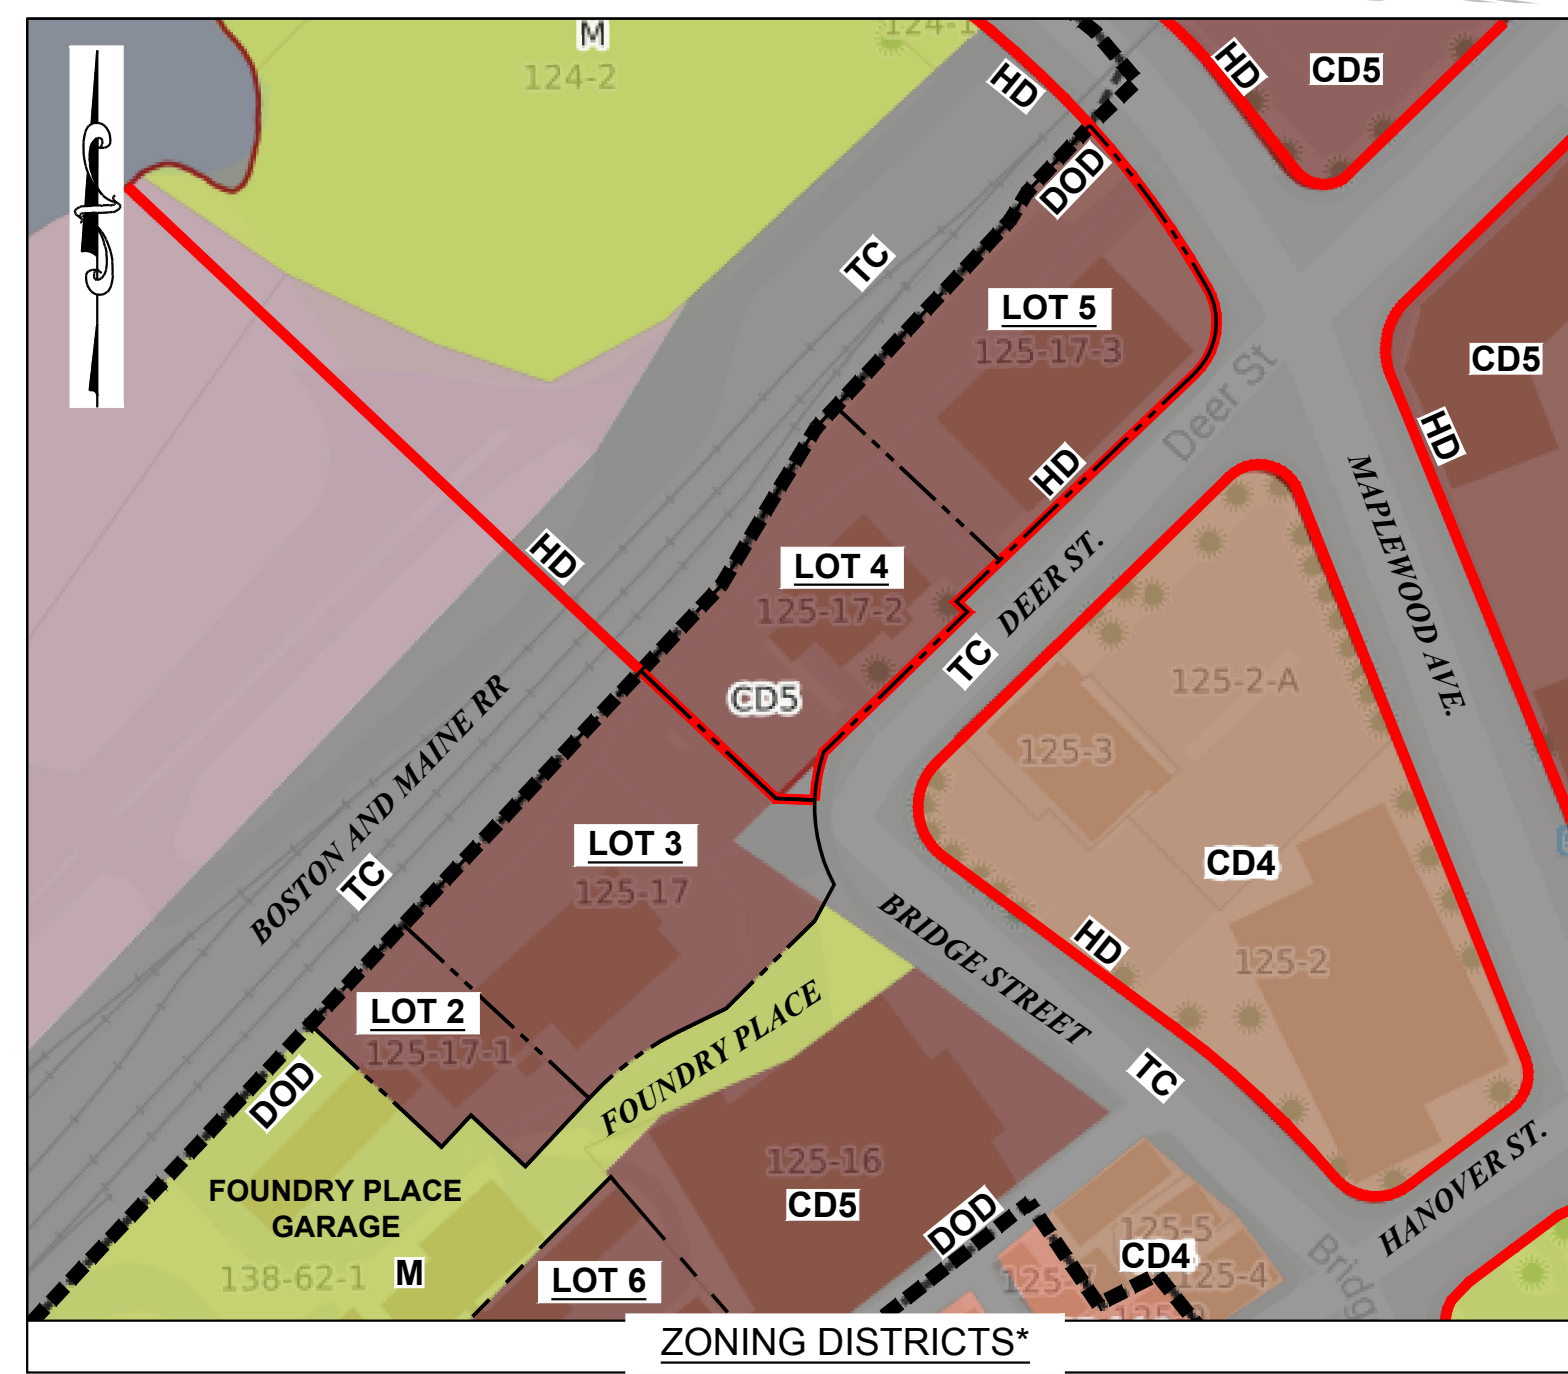 M
124-2
HD
HD
CD5
DOD
TC
LOT 5
125-17-3
CD5
Deer St
HD
HD
HD
MAPLEWOOD AVE.
LOT 4
125-17-2
DEER ST.
TC
CD5
125-2-A
125-3
BOSTON AND MAINE RR
TC
LOT 3
125-17
CD4
BRIDGE STREET
HD
125-2
LOT 2
125-17-1
FOUNDRY PLACE
DOD
TC
125-16
CD5
FOUNDRY PLACE
GARAGE
138-62-1
M
LOT 6
DOD
125-5
CD4
125-4
HANOVER ST.
ZONING DISTRICTS*